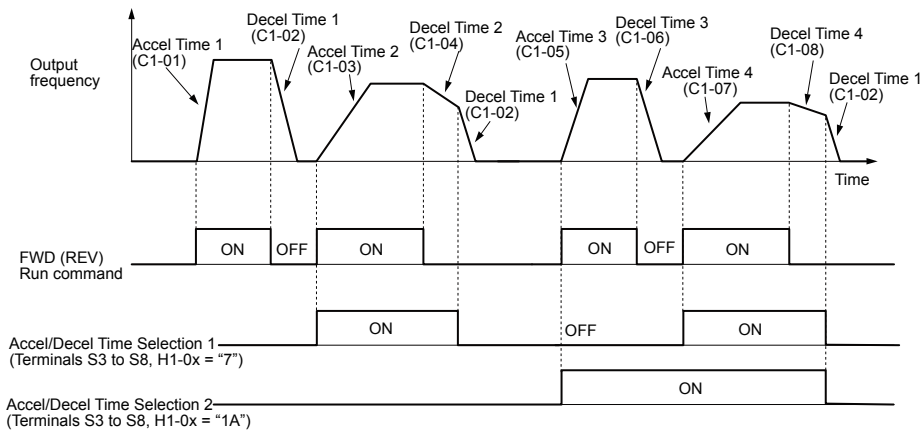 Output
frequency
Accel Time 1
(C1-01)
Decel Time 1
(C1-02)
Accel Time 2
(C1-03)
Decel Time 2
(C1-04)
Decel Time 1
(C1-02)
Accel Time 3
(C1-05)
Decel Time 3
(C1-06)
Accel Time 4
(C1-07)
Decel Time 4
(C1-08)
Decel Time 1
(C1-02)
Time
FWD (REV)
Run command
ON
OFF
ON
ON
OFF
ON
Accel/Decel Time Selection 1
(Terminals S3 to S8, H1-0x = “7”)
ON
OFF
ON
Accel/Decel Time Selection 2
(Terminals S3 to S8, H1-0x = “1A”)
ON